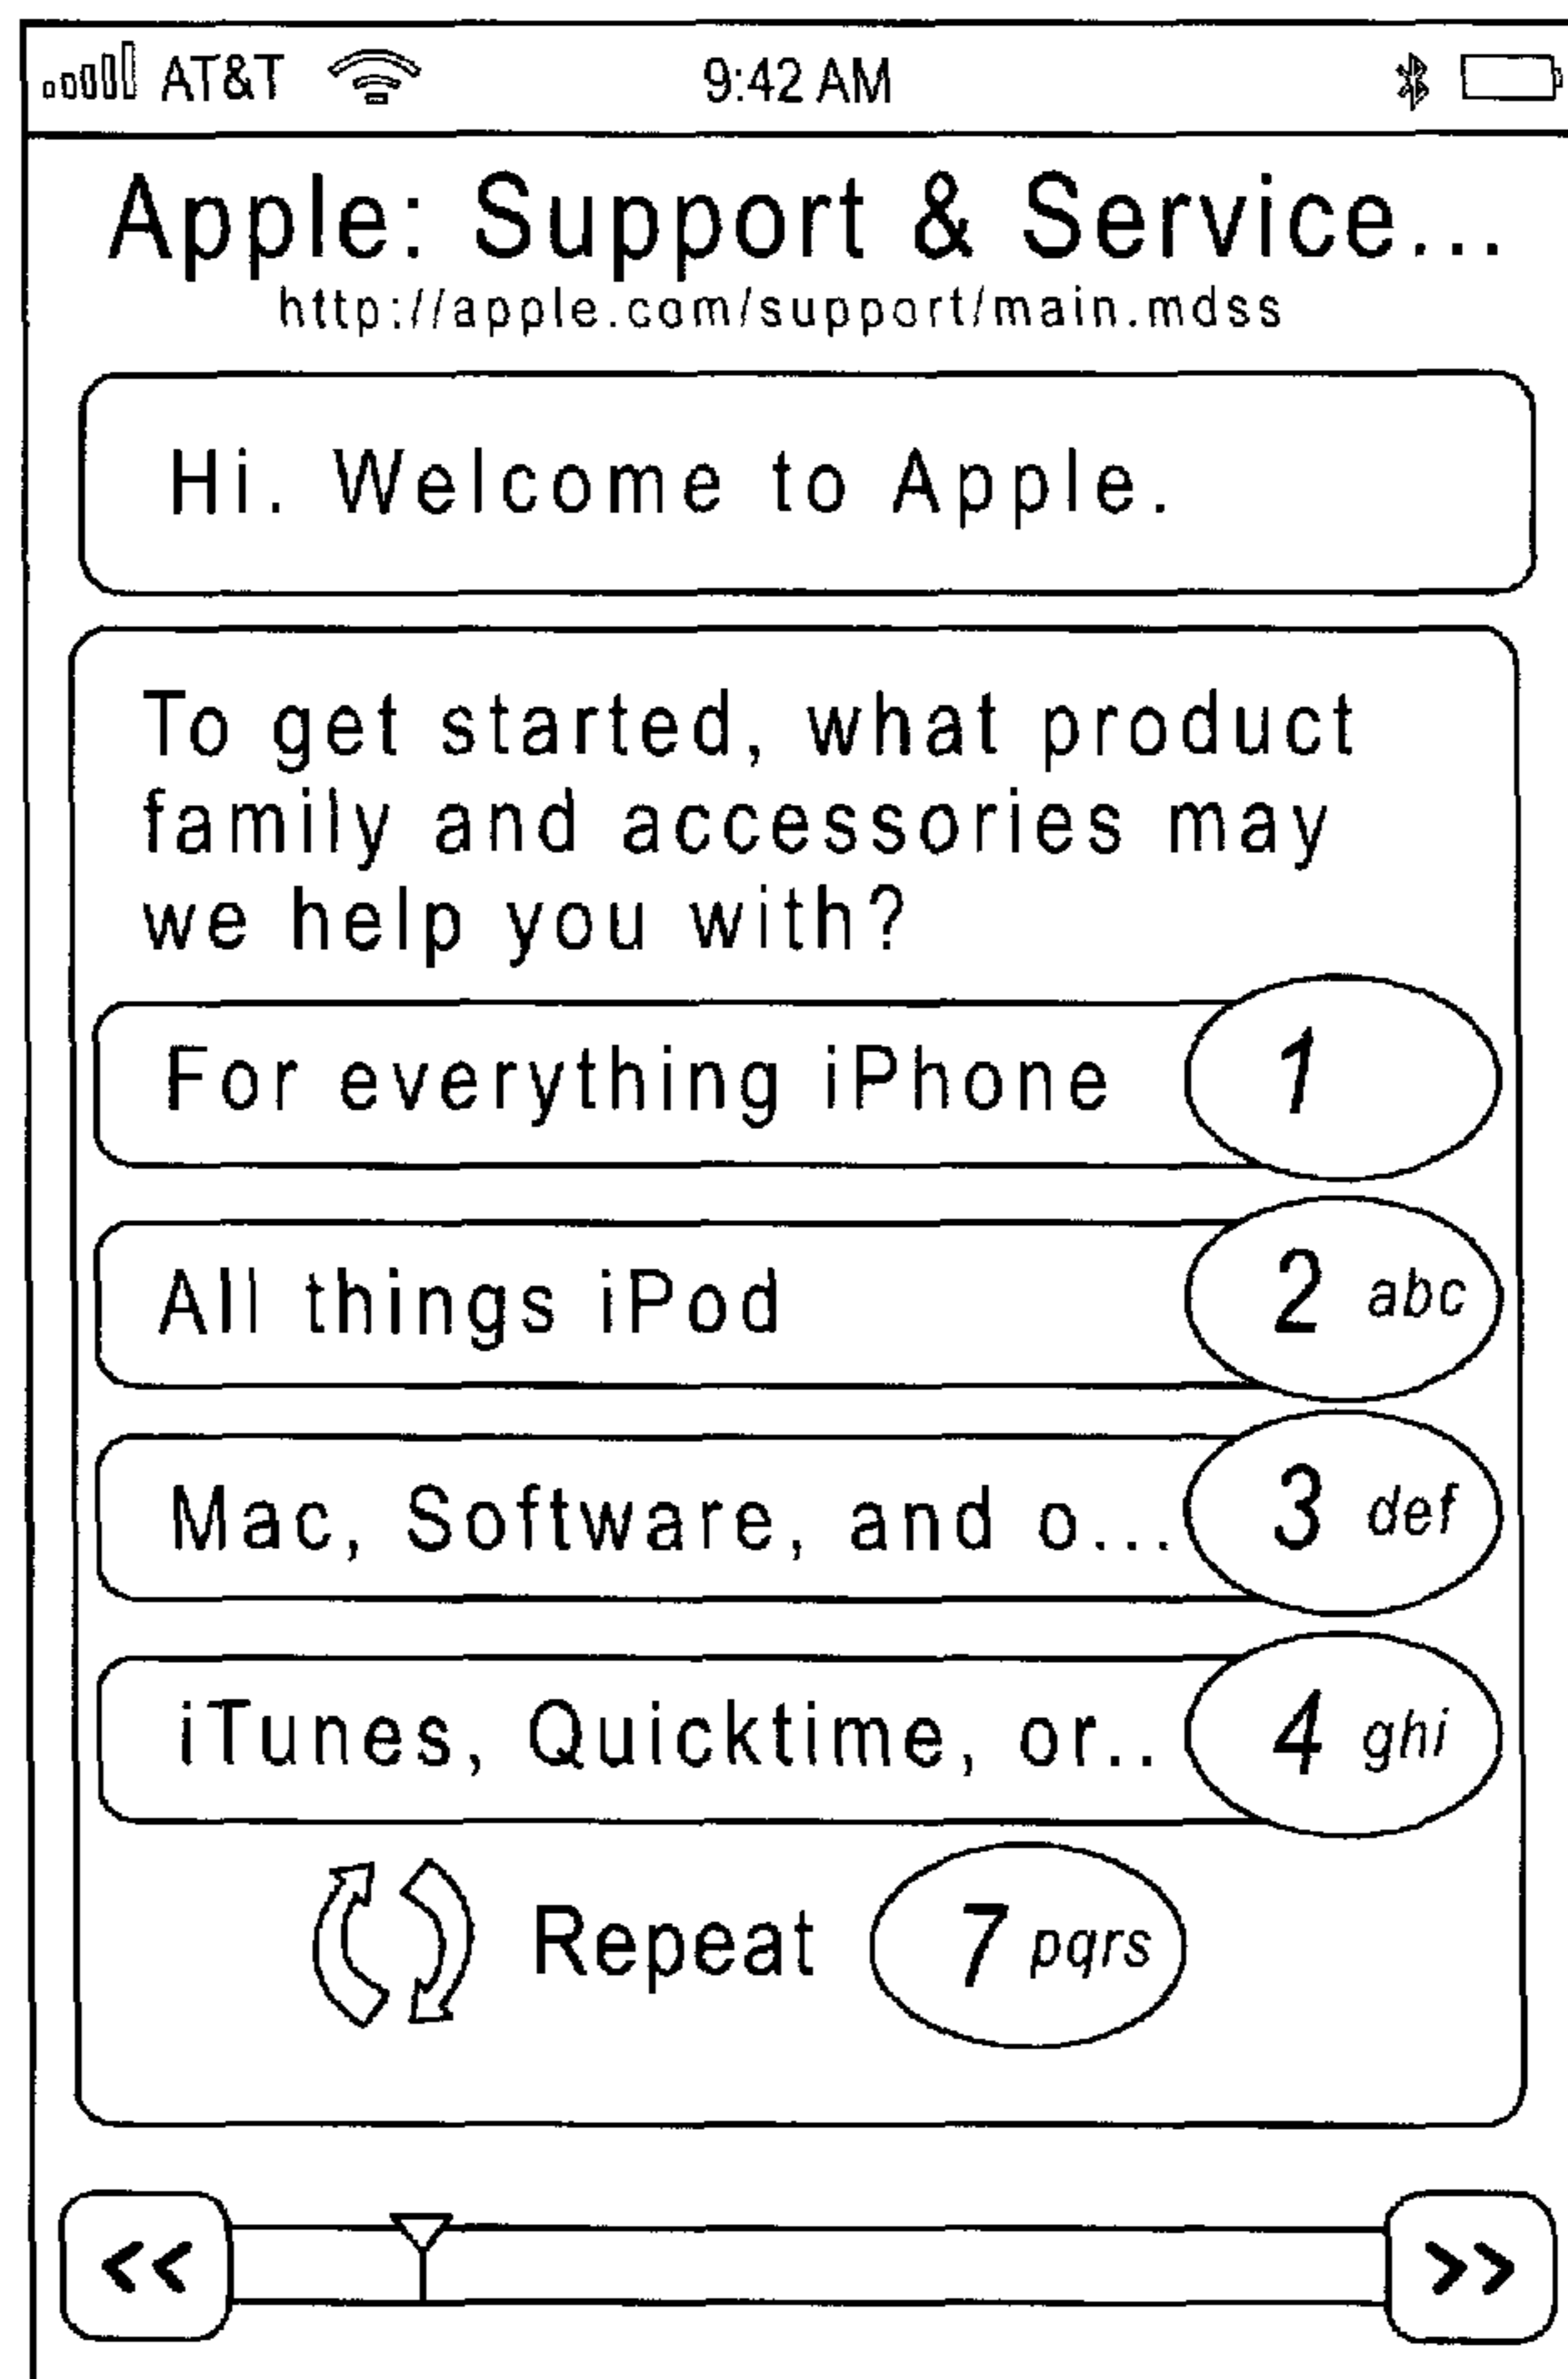 AT&T 9:42 AM
Apple: Support & Service...
http://apple.com/support/main.mdss
Hi. Welcome to Apple.
To get started, what product
family and accessories may
we help you with?
For everything iPhone 1
All things iPod 2 abc
Mac, Software, and o... 3 def
iTunes, Quicktime, or.. 4 ghi
Repeat 7 pqrs
<< >>